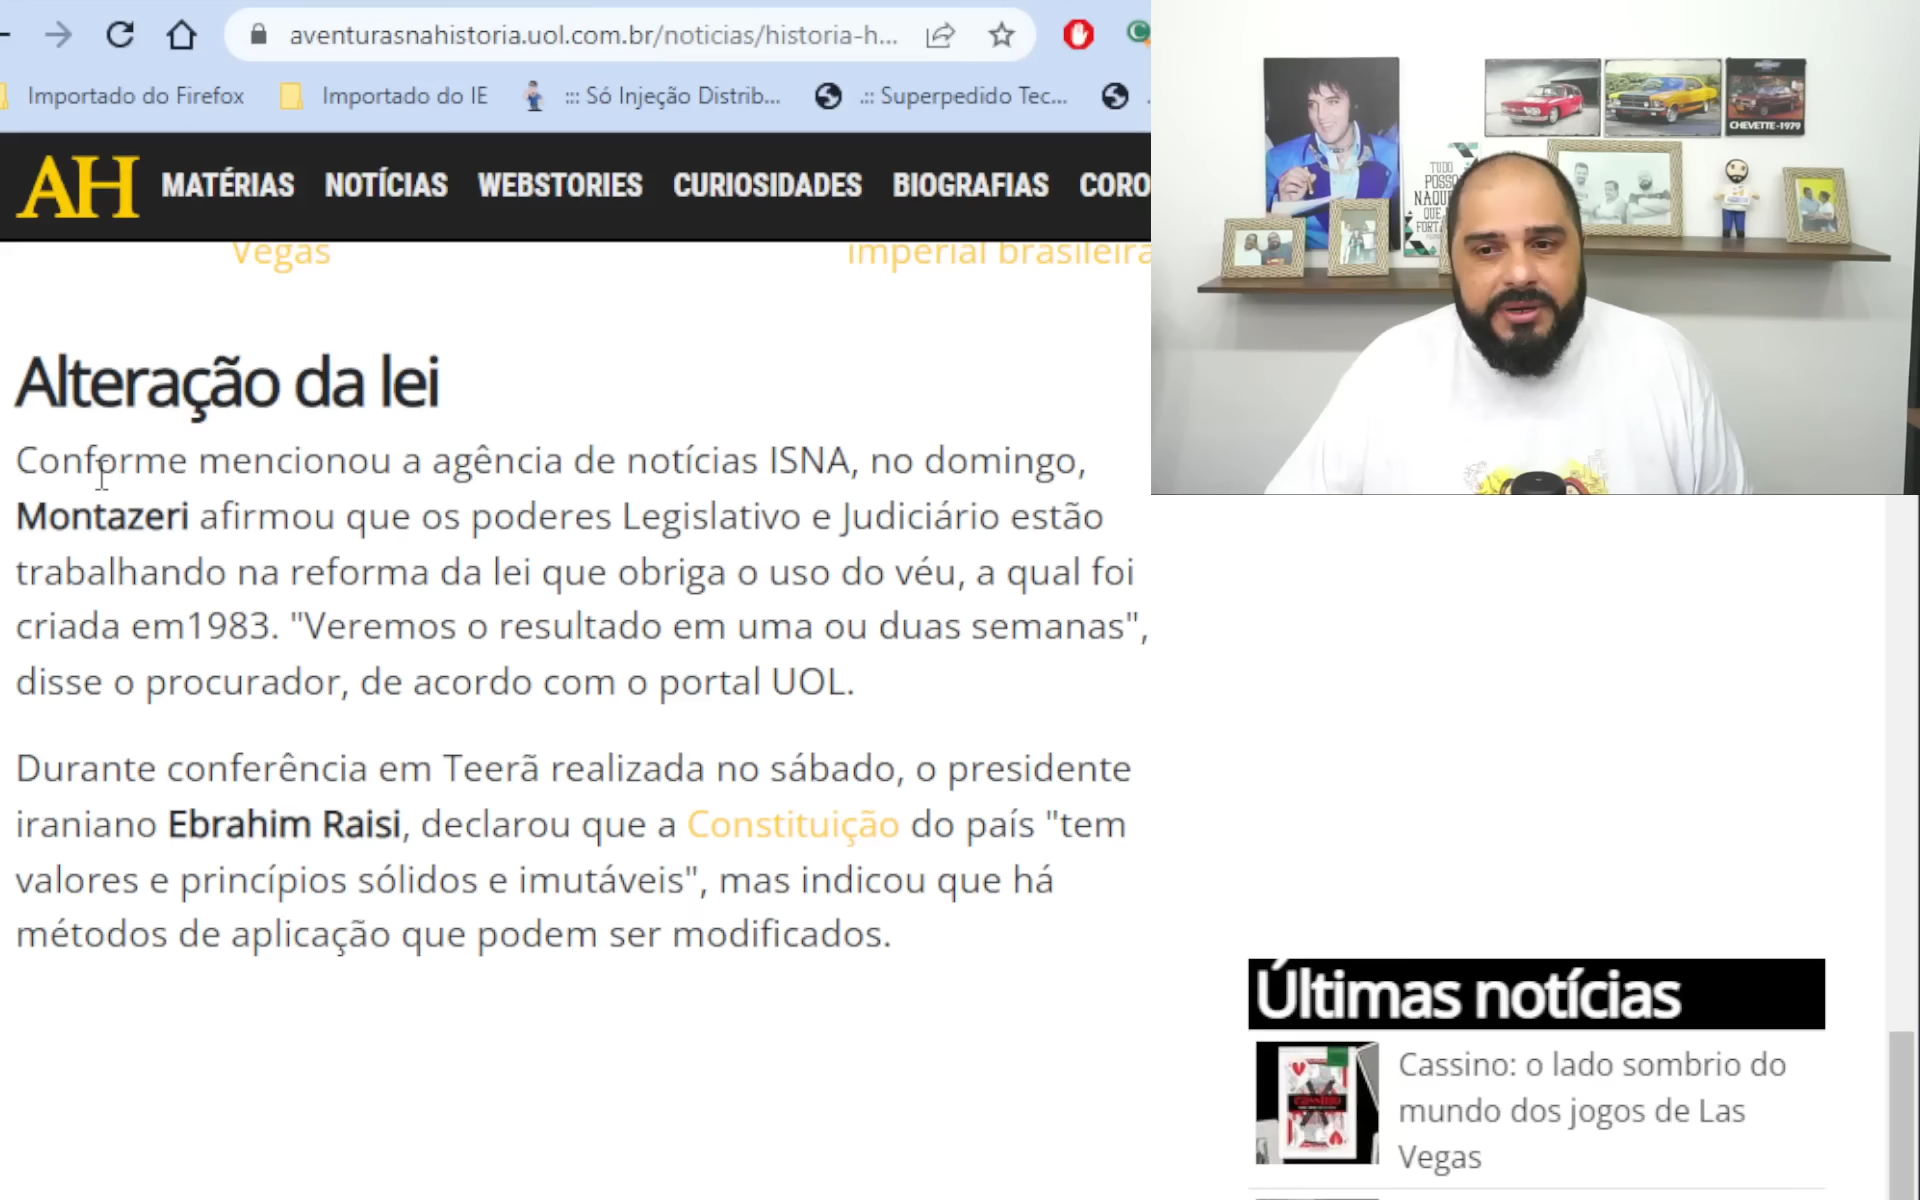 aventurasnahistoria.uol.com.br/noticias/historia-h...
Importado do Firefox
Importado do IE
::: Só Injeção Distrib...
.:: Superpedido Tec...
AH
MATÉRIAS
NOTÍCIAS
WEBSTORIES
CURIOSIDADES
BIOGRAFIAS
CORO
Vegas
imperial brasileira
CHEVETTE-1979
TUDO
POSSO
Alteração da lei
Conforme mencionou a agência de notícias ISNA, no domingo,
Montazeri afirmou que os poderes Legislativo e Judiciário estão
trabalhando na reforma da lei que obriga o uso do véu, a qual foi
criada em1983. "Veremos o resultado em uma ou duas semanas",
disse o procurador, de acordo com o portal UOL.
Durante conferência em Teerã realizada no sábado, o presidente
iraniano Ebrahim Raisi, declarou que a Constituição do país "tem
valores e princípios sólidos e imutáveis", mas indicou que há
métodos de aplicação que podem ser modificados.
Últimas notícias
Cassino: o lado sombrio do
mundo dos jogos de Las
Vegas